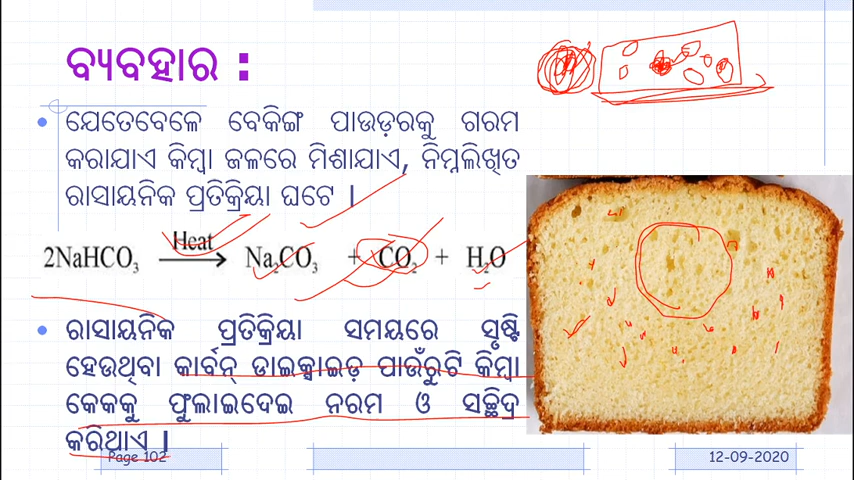 ବ୍ୟବହାର :
ଯେତେବେଳେ ବେକିଙ୍ଗ ପାଉଡ଼ରକୁ ଗରମ
କରାଯାଏ କିମ୍ବା ଜଳରେ ମିଶାଯାଏ, ନିମ୍ନଲିଖିତ
ରାସାୟନିକ ପ୍ରତିକ୍ରିୟା ଘଟେ ।
2NaHCO₃ —Heat→ Na₂CO₃ + CO₂ + H₂O
ରାସାୟନିକ ପ୍ରତିକ୍ରିୟା ସମୟରେ ସୃଷ୍ଟି
ହେଉଥିବା କାର୍ବନ୍ ଡାଇକ୍ସାଇଡ଼ ପାଉଁରୁଟି କିମ୍ବା
କେକକୁ ଫୁଲାଇଦେଇ ନରମ ଓ ସଚ୍ଛିଦ୍ର
କରିଥାଏ ।
Page 102 12-09-2020